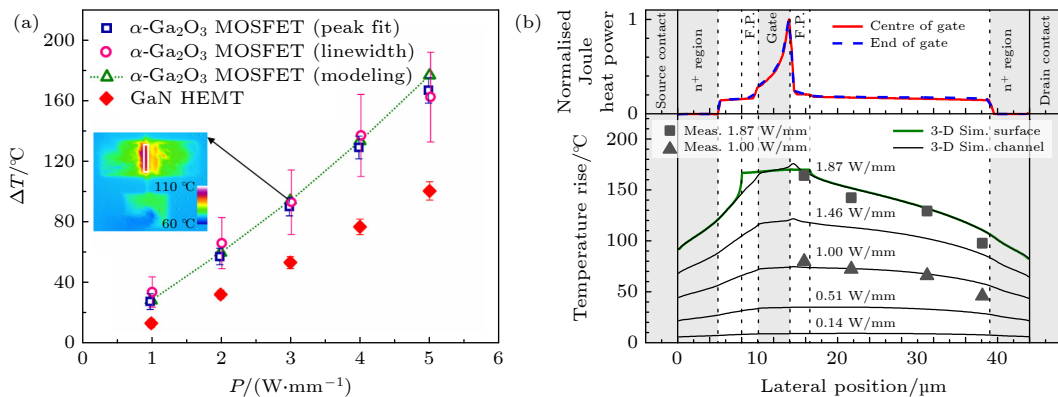 (a)
α-Ga₂O₃ MOSFET (peak fit)
α-Ga₂O₃ MOSFET (linewidth)
α-Ga₂O₃ MOSFET (modeling)
GaN HEMT
110 ℃
60 ℃
200
160
120
80
40
0
ΔT/℃
0 1 2 3 4 5 6
P/(W·mm⁻¹)
(b)
Normalised
Joule
heat power
1
0
Source contact
n⁺ region
F.P.
Gate
F.P.
n⁺ region
Drain contact
Centre of gate
End of gate
Meas. 1.87 W/mm
Meas. 1.00 W/mm
3-D Sim. surface
3-D Sim. channel
1.87 W/mm
1.46 W/mm
1.00 W/mm
0.51 W/mm
0.14 W/mm
200
150
100
50
0
Temperature rise/℃
0 10 20 30 40
Lateral position/μm